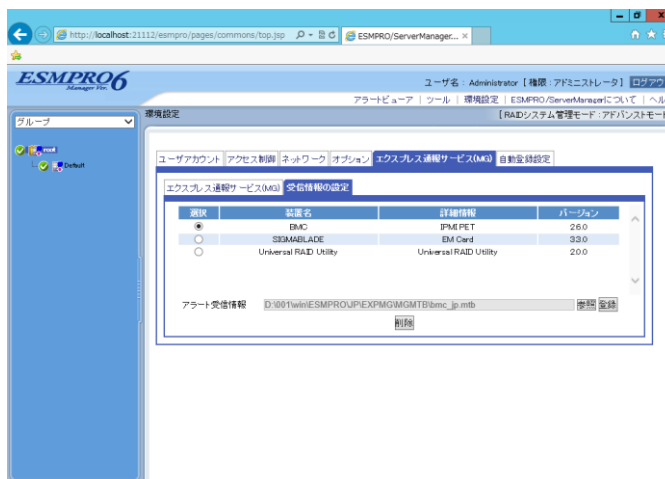 http://localhost:21112/esmpro/pages/commons/top.jsp
ESMPRO/ServerManager... ×
ESMPRO6
Manager Ver.
ユーザ名 : Administrator [ 権限 : アドミニストレータ ] ログアウ
アラートビューア | ツール | 環境設定 | ESMPRO/ServerManagerについて | ヘル
グループ
環境設定
[ RAIDシステム管理モード : アドバンストモード
root
Default
ユーザアカウント アクセス制御 ネットワーク オプション エクスプレス通報サービス(MG) 自動登録設定
エクスプレス通報サービス(MG) 受信情報の設定
選択 装置名 詳細情報 バージョン
BMC IPMI PET 2.6.0
SIGMABLADE EM Card 3.3.0
Universal RAID Utility Universal RAID Utility 2.0.0
アラート受信情報 D:\001\win\ESMPRO\JP\EXPMG\MGMTB\bmc_jp.mtb 参照 登録
削除